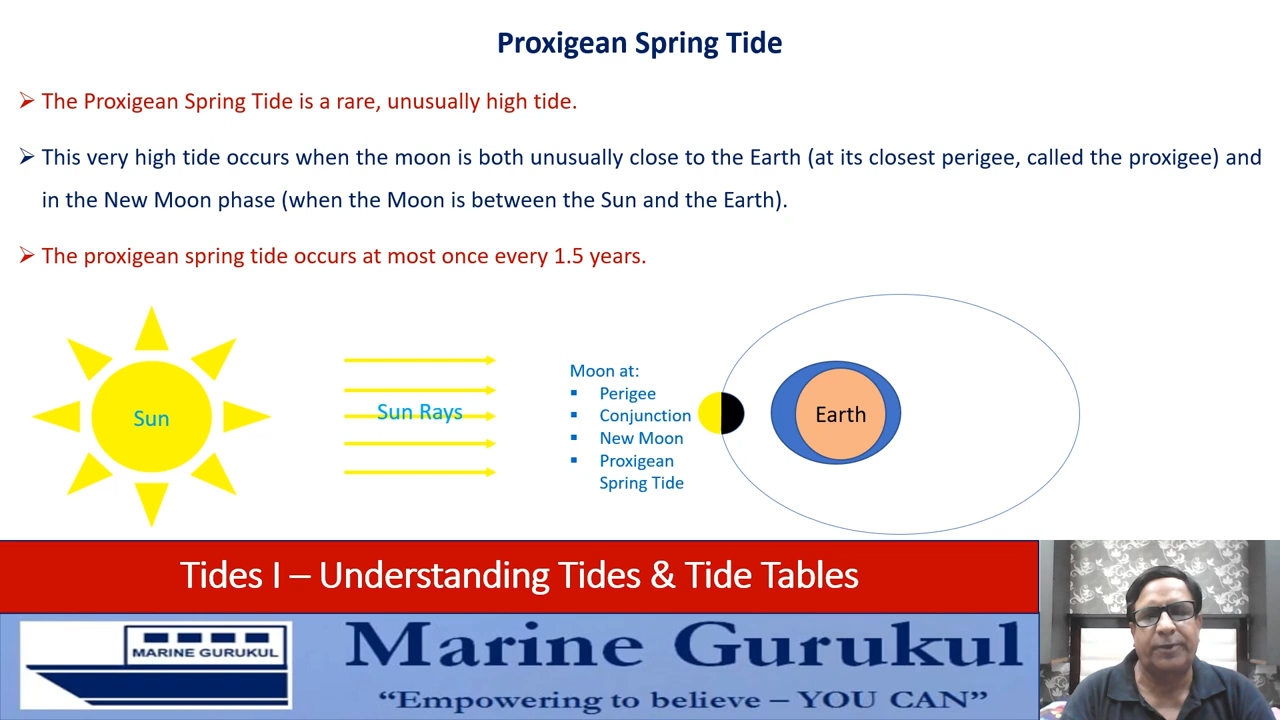 Proxigean Spring Tide
➢ The Proxigean Spring Tide is a rare, unusually high tide.
➢ This very high tide occurs when the moon is both unusually close to the Earth (at its closest perigee, called the proxigee) and
in the New Moon phase (when the Moon is between the Sun and the Earth).
➢ The proxigean spring tide occurs at most once every 1.5 years.
Sun
Sun Rays
Moon at:
▪ Perigee
▪ Conjunction
▪ New Moon
▪ Proxigean
Spring Tide
Earth
Tides I – Understanding Tides & Tide Tables
MARINE GURUKUL
Marine Gurukul
“Empowering to believe – YOU CAN”